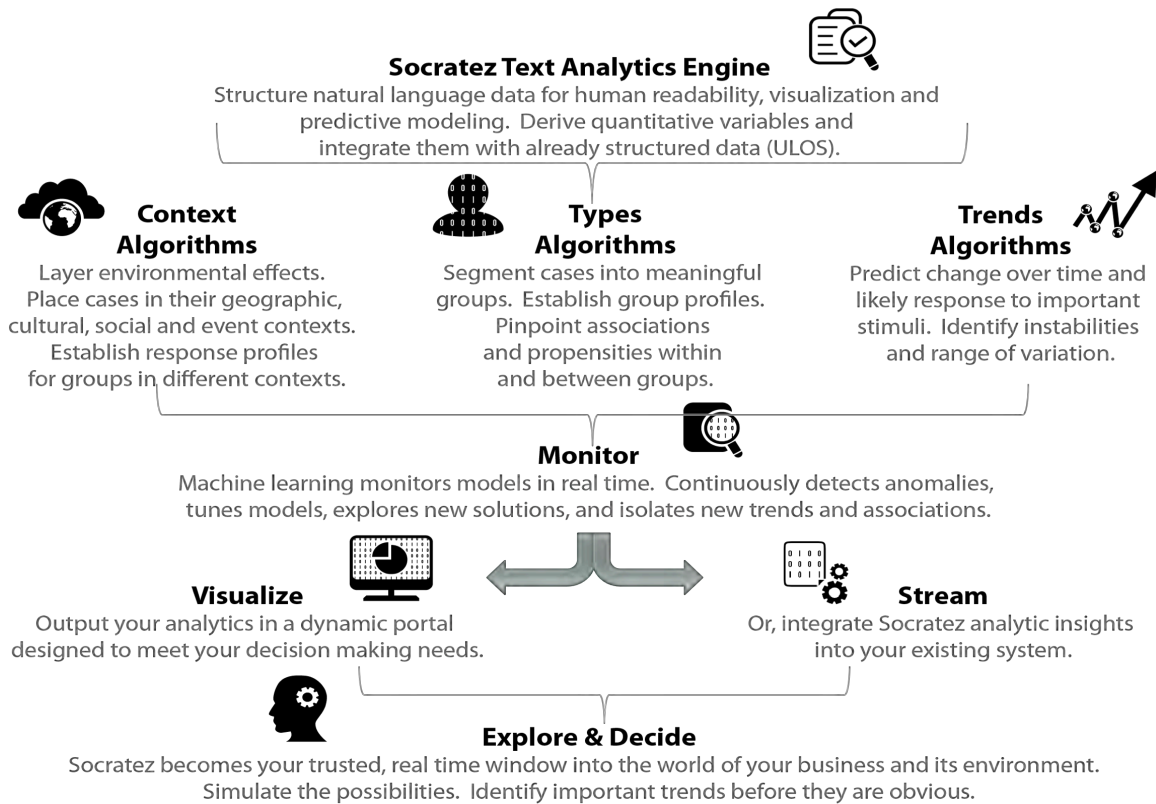 Socratez Text Analytics Engine
Structure natural language data for human readability, visualization and
predictive modeling.  Derive quantitative variables and
integrate them with already structured data (ULOS).
Context
Algorithms
Layer environmental effects.
Place cases in their geographic,
cultural, social and event contexts.
Establish response profiles
for groups in different contexts.
Types
Algorithms
Segment cases into meaningful
groups.  Establish group profiles.
Pinpoint associations
and propensities within
and between groups.
Trends
Algorithms
Predict change over time and
likely response to important
stimuli.  Identify instabilities
and range of variation.
Monitor
Machine learning monitors models in real time.  Continuously detects anomalies,
tunes models, explores new solutions, and isolates new trends and associations.
Visualize
Output your analytics in a dynamic portal
designed to meet your decision making needs.
Stream
Or, integrate Socratez analytic insights
into your existing system.
Explore & Decide
Socratez becomes your trusted, real time window into the world of your business and its environment.
Simulate the possibilities.  Identify important trends before they are obvious.